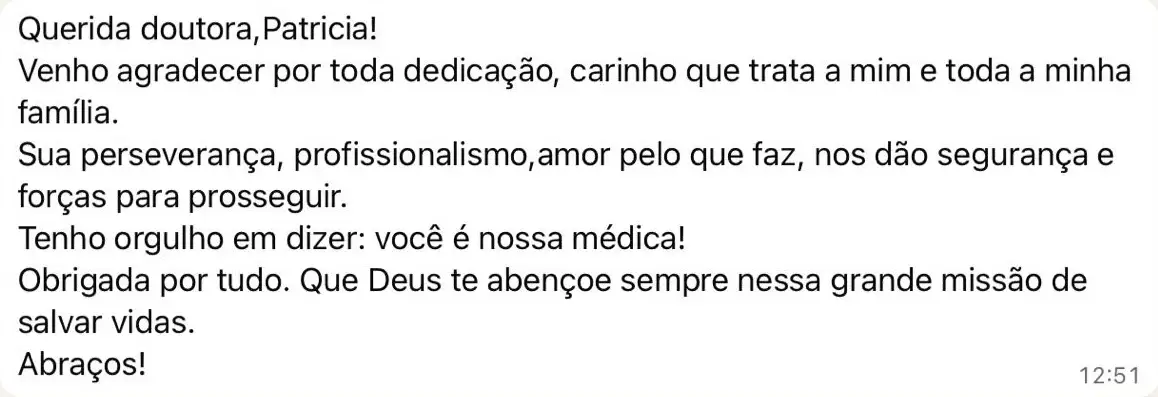 Querida doutora,Patricia!
Venho agradecer por toda dedicação, carinho que trata a mim e toda a minha
família.
Sua perseverança, profissionalismo,amor pelo que faz, nos dão segurança e
forças para prosseguir.
Tenho orgulho em dizer: você é nossa médica!
Obrigada por tudo. Que Deus te abençoe sempre nessa grande missão de
salvar vidas.
Abraços!
12:51